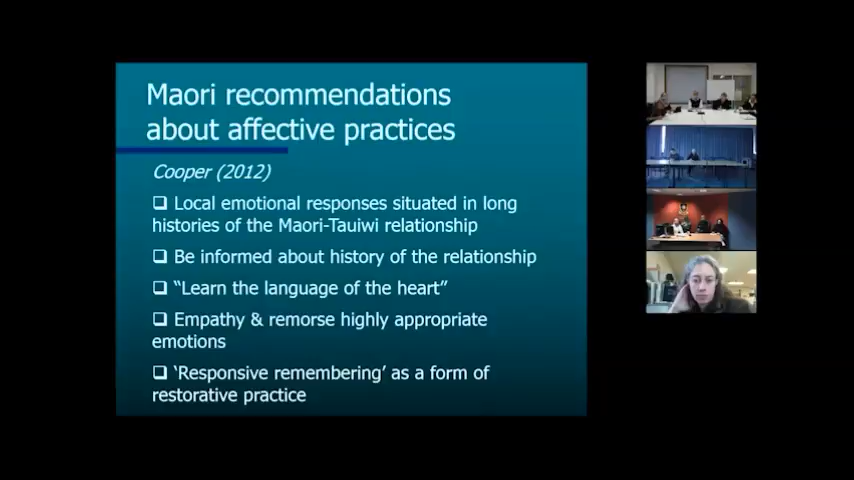 Maori recommendations
about affective practices
Cooper (2012)
❑ Local emotional responses situated in long
histories of the Maori-Tauiwi relationship
❑ Be informed about history of the relationship
❑ “Learn the language of the heart”
❑ Empathy & remorse highly appropriate
emotions
❑ ‘Responsive remembering’ as a form of
restorative practice